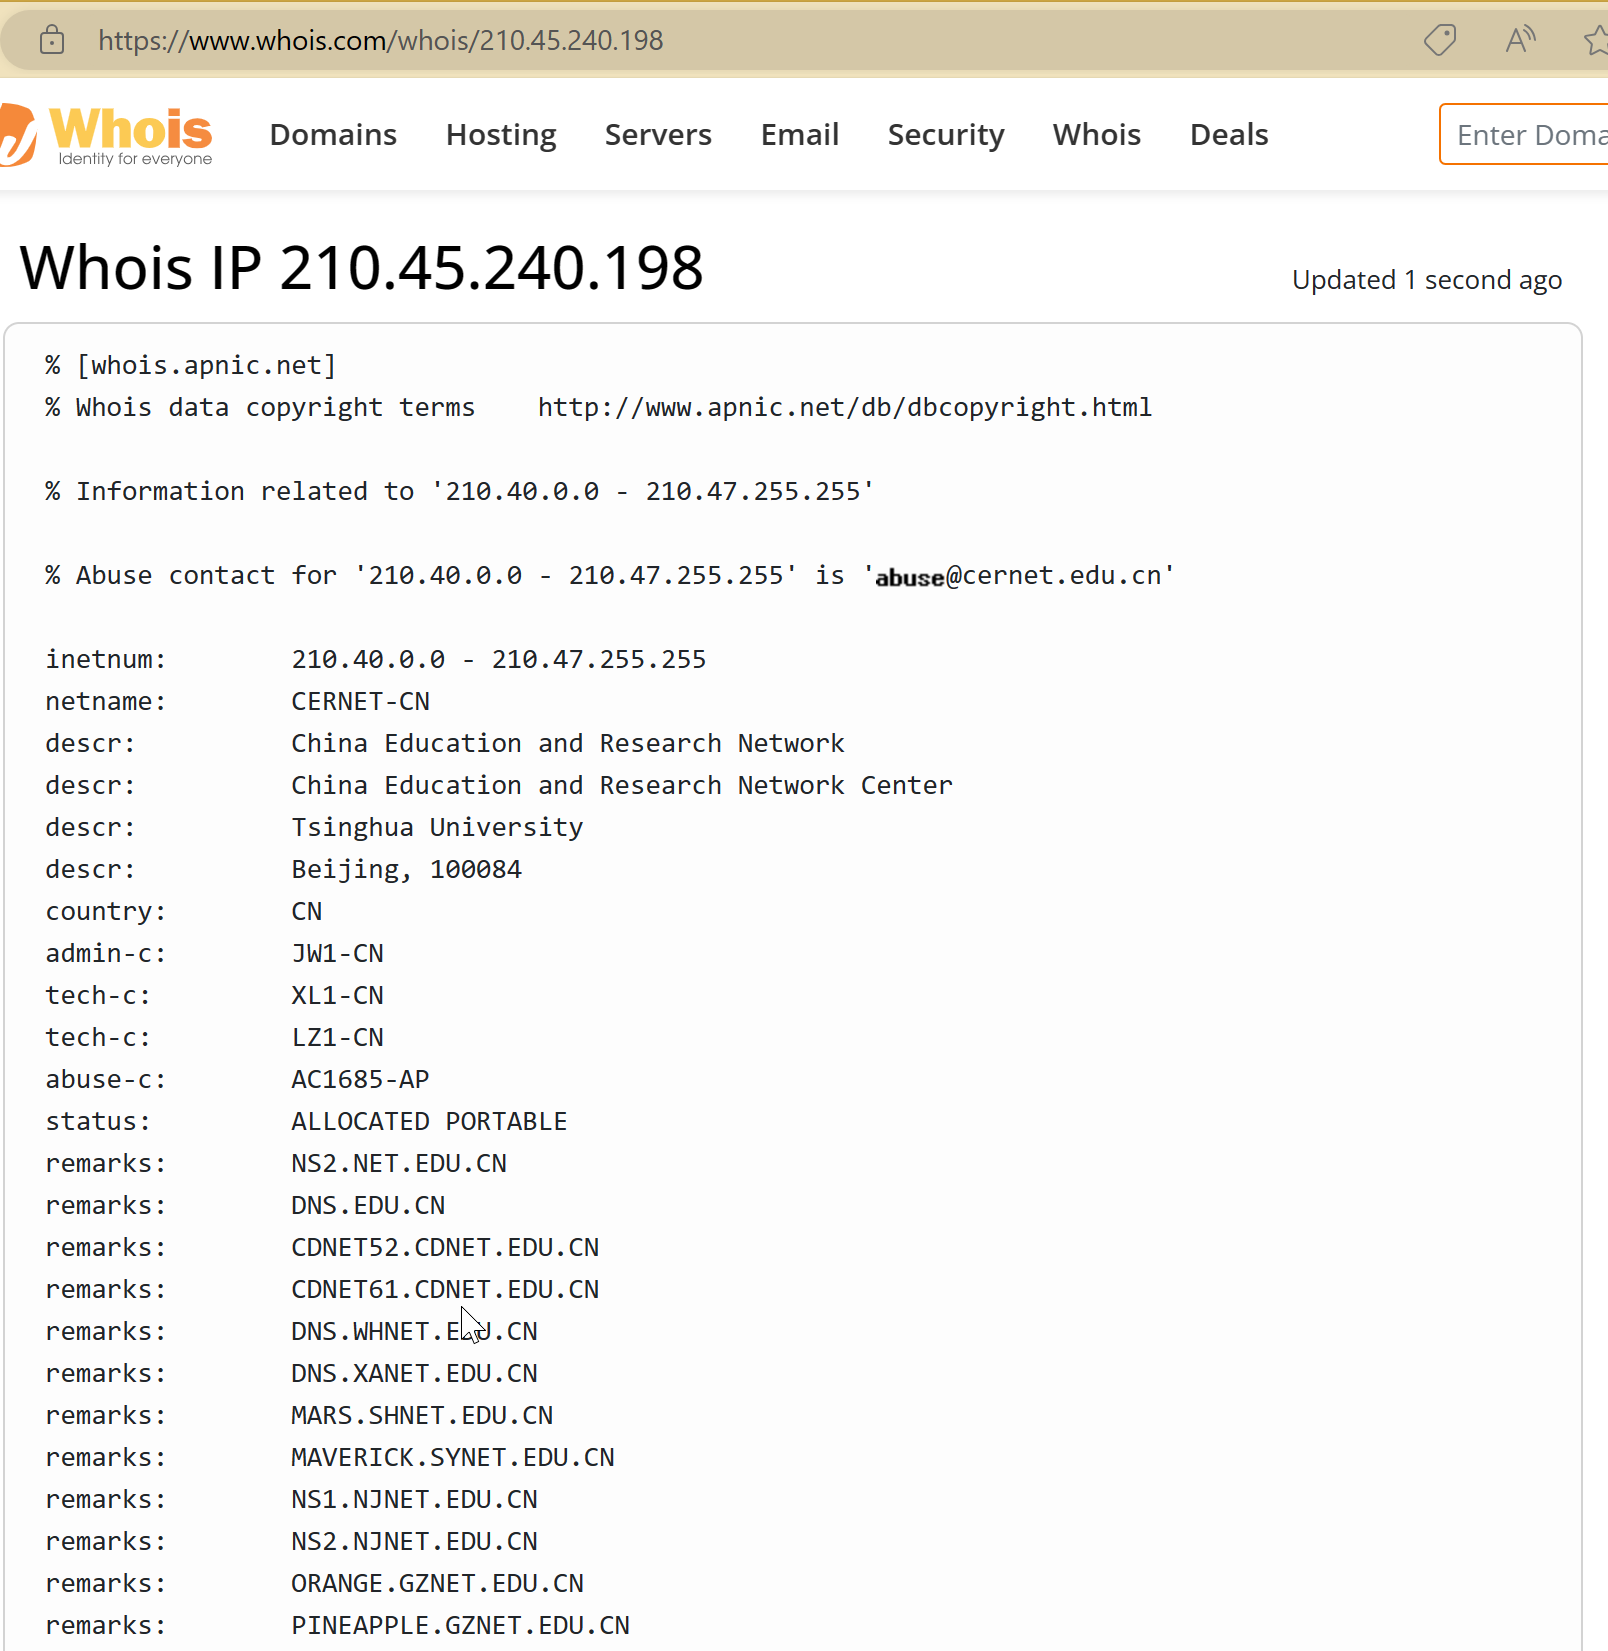 https://www.whois.com/whois/210.45.240.198
Whois
Identity for everyone
Domains Hosting Servers Email Security Whois Deals Enter Doma
Whois IP 210.45.240.198
Updated 1 second ago
% [whois.apnic.net]
% Whois data copyright terms    http://www.apnic.net/db/dbcopyright.html
% Information related to '210.40.0.0 - 210.47.255.255'
% Abuse contact for '210.40.0.0 - 210.47.255.255' is 'abuse@cernet.edu.cn'
inetnum:        210.40.0.0 - 210.47.255.255
netname:        CERNET-CN
descr:          China Education and Research Network
descr:          China Education and Research Network Center
descr:          Tsinghua University
descr:          Beijing, 100084
country:        CN
admin-c:        JW1-CN
tech-c:         XL1-CN
tech-c:         LZ1-CN
abuse-c:        AC1685-AP
status:         ALLOCATED PORTABLE
remarks:        NS2.NET.EDU.CN
remarks:        DNS.EDU.CN
remarks:        CDNET52.CDNET.EDU.CN
remarks:        CDNET61.CDNET.EDU.CN
remarks:        DNS.WHNET.EDU.CN
remarks:        DNS.XANET.EDU.CN
remarks:        MARS.SHNET.EDU.CN
remarks:        MAVERICK.SYNET.EDU.CN
remarks:        NS1.NJNET.EDU.CN
remarks:        NS2.NJNET.EDU.CN
remarks:        ORANGE.GZNET.EDU.CN
remarks:        PINEAPPLE.GZNET.EDU.CN